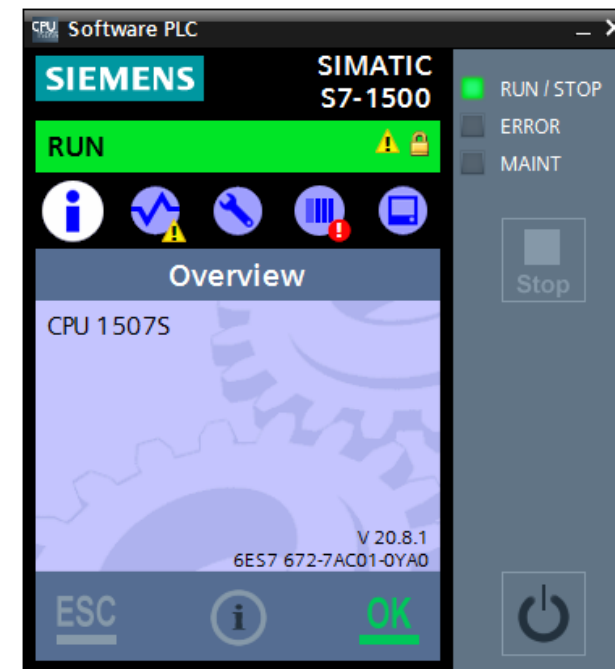 Software PLC
SIEMENS
SIMATIC
S7-1500
RUN
RUN / STOP
ERROR
MAINT
Overview
Stop
CPU 1507S
V 20.8.1
6ES7 672-7AC01-0YA0
ESC
OK